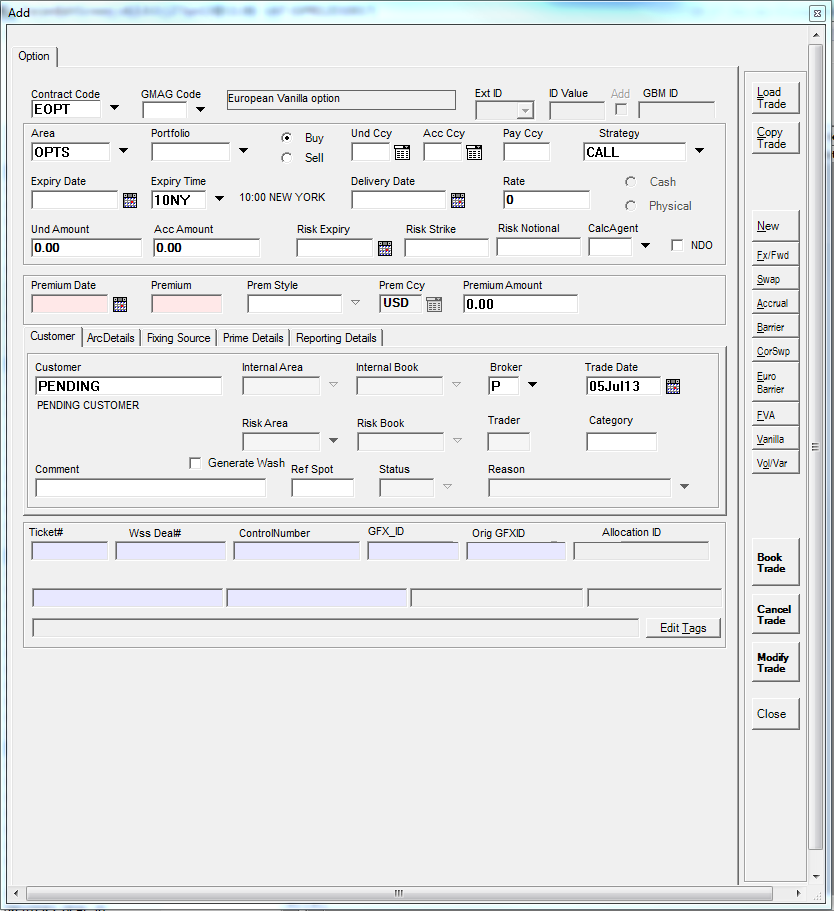 Add
Option
Contract Code GMAG Code European Vanilla option Ext ID ID Value Add GBM ID
EOPT
Area Portfolio Buy Und Ccy Acc Ccy Pay Ccy Strategy
OPTS Sell CALL
Expiry Date Expiry Time Delivery Date Rate Cash
10NY 10:00 NEW YORK 0 Physical
Und Amount Acc Amount Risk Expiry Risk Strike Risk Notional CalcAgent
0.00 0.00 NDO
Premium Date Premium Prem Style Prem Ccy Premium Amount
USD 0.00
Customer ArcDetails Fixing Source Prime Details Reporting Details
Customer Internal Area Internal Book Broker Trade Date
PENDING P 05Jul13
PENDING CUSTOMER
Risk Area Risk Book Trader Category
Generate Wash
Comment Ref Spot Status Reason
Ticket# Wss Deal# ControlNumber GFX_ID Orig GFXID Allocation ID
Edit Tags
Load
Trade
Copy
Trade
New
Fx/Fwd
Swap
Accrual
Barrier
CorSwp
Euro
Barrier
FVA
Vanilla
Vol/Var
Book
Trade
Cancel
Trade
Modify
Trade
Close